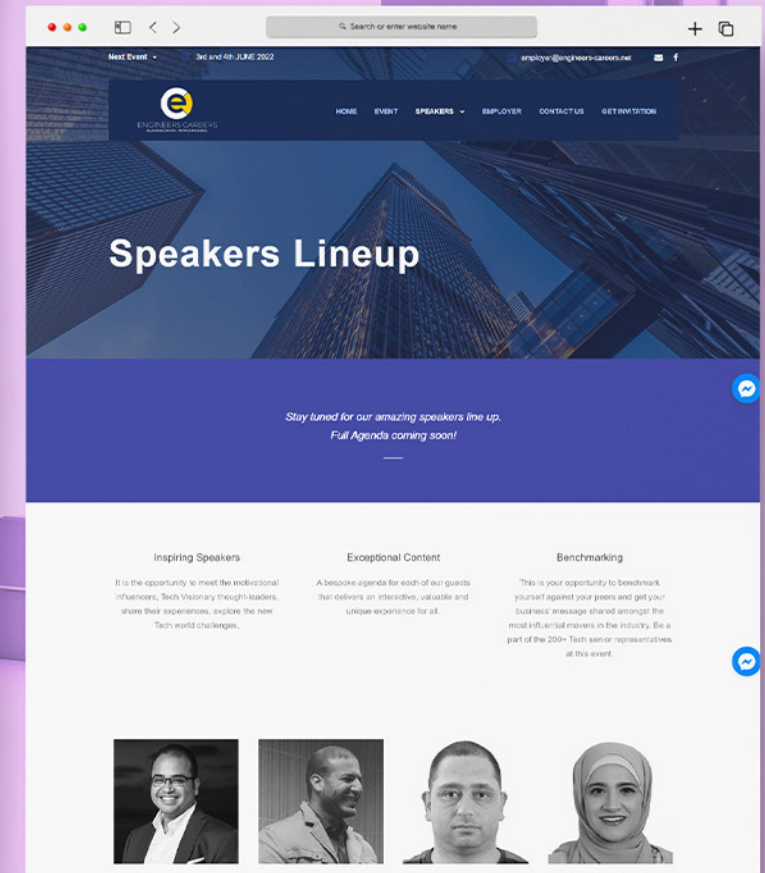 Search or enter website name
Next Event
3rd and 4th JUNE 2022
employer@engineers-careers.net
f
e
ENGINEERS CAREERS
HOME EVENT SPEAKERS EMPLOYER CONTACT US GET INVITATION
Speakers Lineup
Stay tuned for our amazing speakers line up.
Full Agenda coming soon!
Inspiring Speakers
It is the opportunity to meet the motivational
influencers, Tech Visionary thought-leaders,
share their experiences, explore the new
Tech world challenges.
Exceptional Content
A bespoke agenda for each of our guests
that delivers an interactive, valuable and
unique experience for all.
Benchmarking
This is your opportunity to benchmark
yourself against your peers and get your
business' message shared amongst the
most influential movers in the industry. Be a
part of the 200+ Tech senior representatives
at this event.